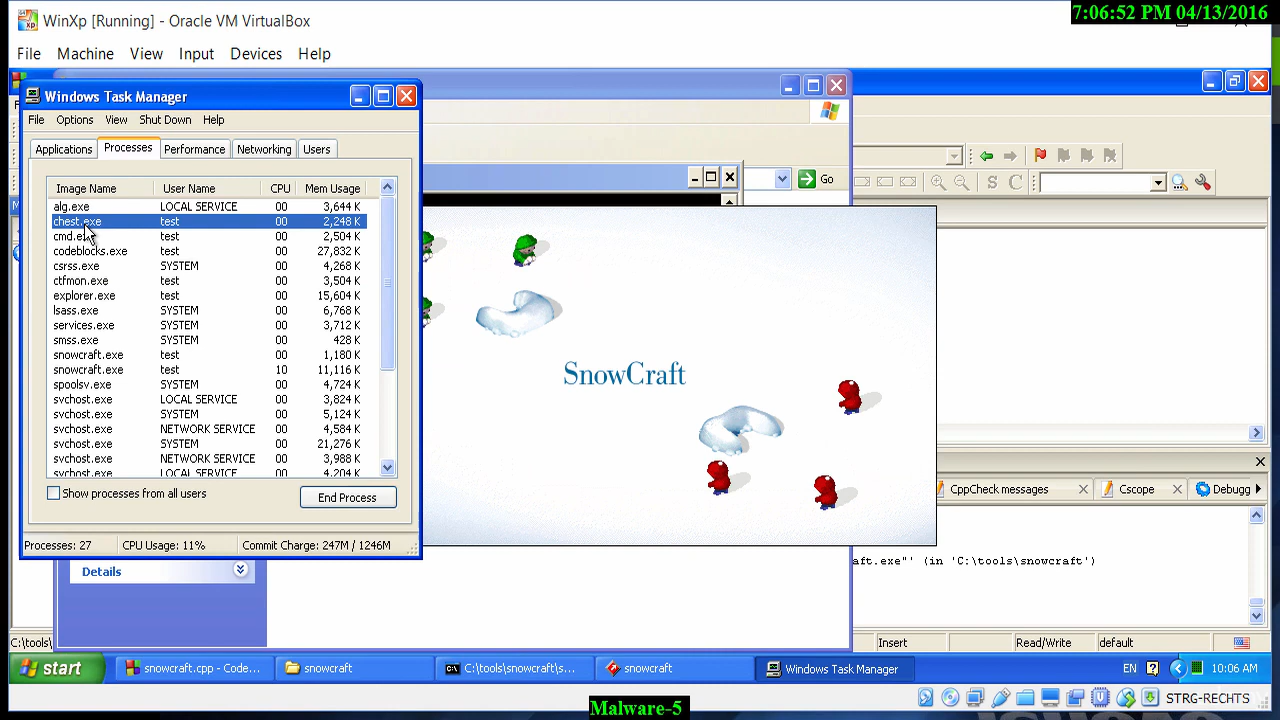 WinXp [Running] - Oracle VM VirtualBox
7:06:52 PM 04/13/2016
File Machine View Input Devices Help
Windows Task Manager
File Options View Shut Down Help
Applications Processes Performance Networking Users
Image Na User Name CPU Mem Usage
alg.exe LOCAL SERVICE 00 3,644 K
chest.exe test 00 2,248 K
cmd.exe test 00 2,504 K
codeblocks.exe test 00 27,832 K
csrss.exe SYSTEM 00 4,268 K
ctfmon.exe test 00 3,504 K
explorer.exe test 00 15,604 K
lsass.exe SYSTEM 00 6,768 K
services.exe SYSTEM 00 3,712 K
smss.exe SYSTEM 00 428 K
snowcraft.exe test 00 1,180 K
snowcraft.exe test 10 11,116 K
spoolsv.exe SYSTEM 00 4,724 K
svchost.exe LOCAL SERVICE 00 3,824 K
svchost.exe SYSTEM 00 5,124 K
svchost.exe NETWORK SERVICE 00 4,584 K
svchost.exe SYSTEM 00 21,276 K
svchost.exe NETWORK SERVICE 00 3,988 K
svchost.exe LOCAL SERVICE 00 4,204 K
Show processes from all users
End Process
Processes: 27 CPU Usage: 11% Commit Charge: 247M / 1246M
Go
S C
SnowCraft
CppCheck messages Cscope Debugg
aft.exe"' (in 'C:\tools\snowcraft')
Details
C:\tools\ Insert Read/Write default
start snowcraft.cpp - Code... snowcraft C:\tools\snowcraft\s... snowcraft Windows Task Manager EN 10:06 AM
STRG-RECHTS
Malware-5